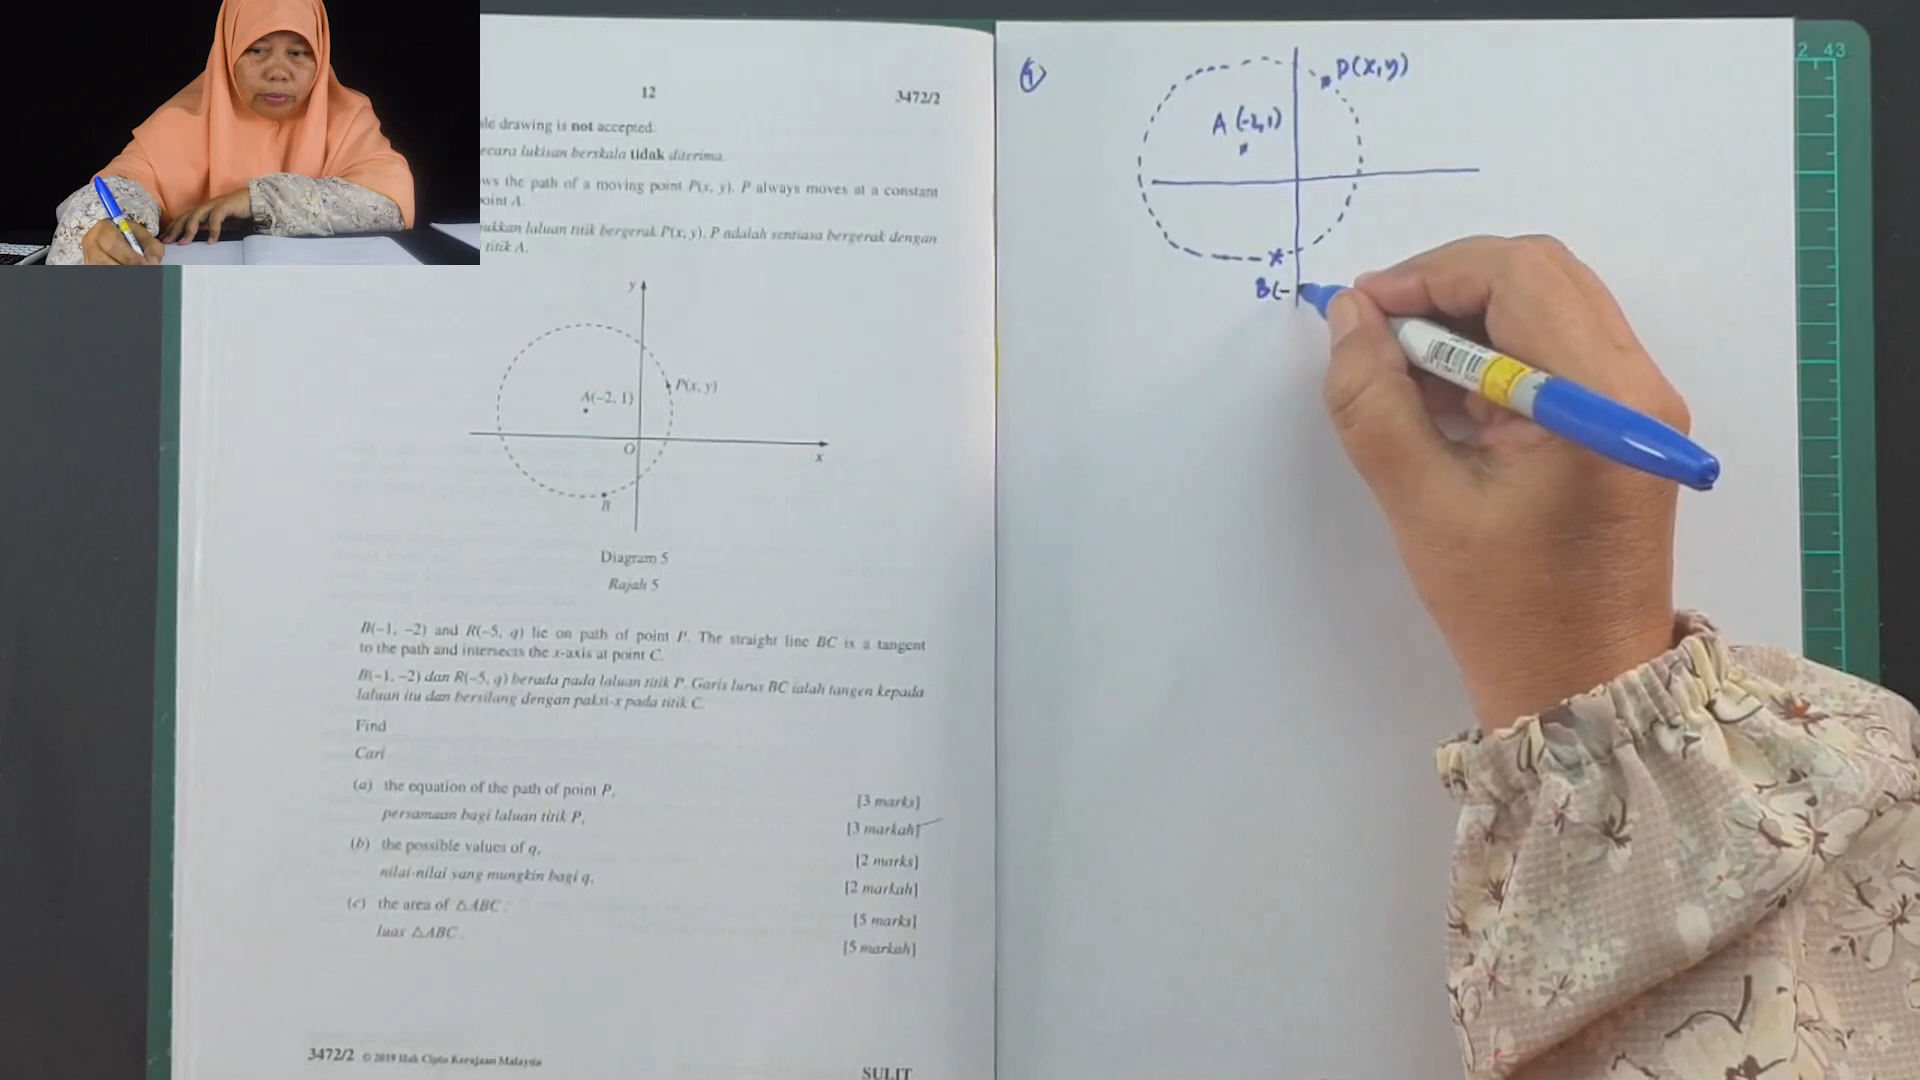 12
3472/2
drawing is not accepted.
lukisan berskala tidak diterima.
the path of a moving point P(x, y). P always moves at a constant
A.
laluan titik bergerak P(x, y). P adalah sentiasa bergerak dengan
titik A.
y
P(x, y)
A(−2, 1)
O
x
B
Diagram 5
Rajah 5
B(−1, −2) and R(−5, q) lie on path of point P. The straight line BC is a tangent
to the path and intersects the x-axis at point C.
B(−1, −2) dan R(−5, q) berada pada laluan titik P. Garis lurus BC ialah tangen kepada
laluan itu dan bersilang dengan paksi-x pada titik C.
Find
Cari
(a) the equation of the path of point P, [3 marks]
persamaan bagi laluan titik P, [3 markah]
(b) the possible values of q, [2 marks]
nilai-nilai yang mungkin bagi q, [2 markah]
(c) the area of △ABC. [5 marks]
luas △ABC. [5 markah]
3472/2 © 2019 Hak Cipta Kerajaan Malaysia
SULIT
P(x,y)
A (-2,1)
B(-
43